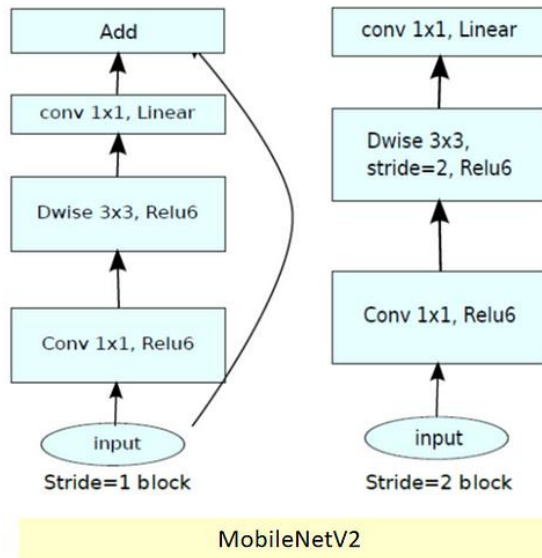 Add
conv 1x1, Linear
Dwise 3x3, Relu6
Conv 1x1, Relu6
input
Stride=1 block
conv 1x1, Linear
Dwise 3x3,
stride=2, Relu6
Conv 1x1, Relu6
input
Stride=2 block
MobileNetV2